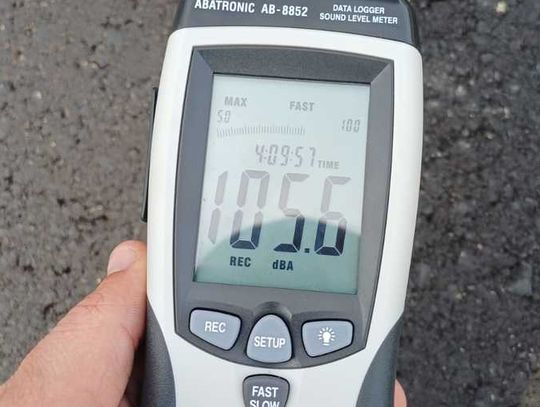 ABATRONIC AB-8852
DATA LOGGER
SOUND LEVEL METER
MAX FAST
50 100
4:09:57 TIME
105.6
REC dBA
REC
SETUP
FAST
SLOW